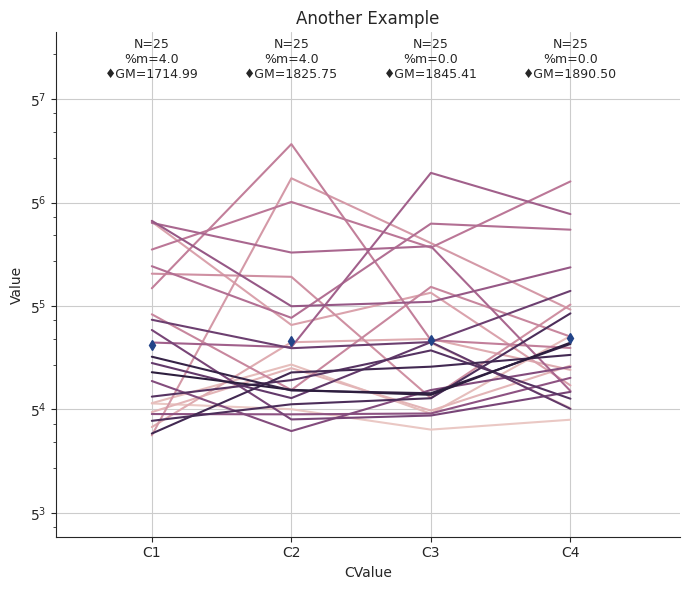 Another Example
N=25 N=25 N=25 N=25
%m=4.0 %m=4.0 %m=0.0 %m=0.0
♦GM=1714.99 ♦GM=1825.75 ♦GM=1845.41 ♦GM=1890.50
5⁷
5⁶
5⁵
5⁴
5³
Value
C1 C2 C3 C4
CValue